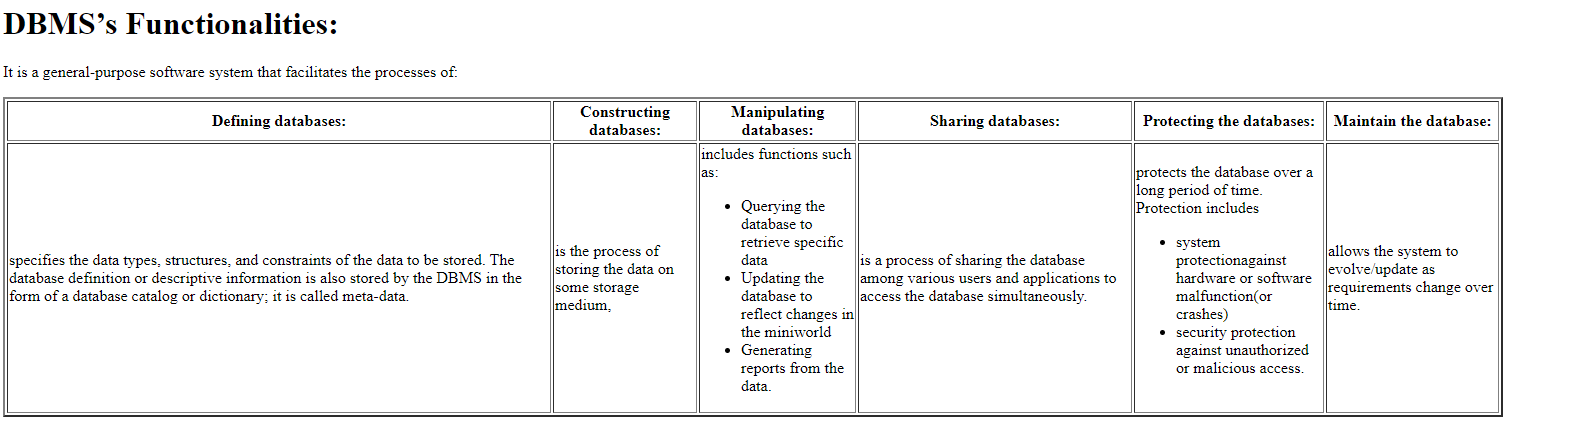 DBMS’s Functionalities:
It is a general-purpose software system that facilitates the processes of:
Defining databases:
Constructing
databases:
Manipulating
databases:
Sharing databases:
Protecting the databases:
Maintain the database:
specifies the data types, structures, and constraints of the data to be stored. The
database definition or descriptive information is also stored by the DBMS in the
form of a database catalog or dictionary; it is called meta-data.
is the process of
storing the data on
some storage
medium,
includes functions such
as:
• Querying the
database to
retrieve specific
data
• Updating the
database to
reflect changes in
the miniworld
• Generating
reports from the
data.
is a process of sharing the database
among various users and applications to
access the database simultaneously.
protects the database over a
long period of time.
Protection includes
• system
protectionagainst
hardware or software
malfunction(or
crashes)
• security protection
against unauthorized
or malicious access.
allows the system to
evolve/update as
requirements change over
time.